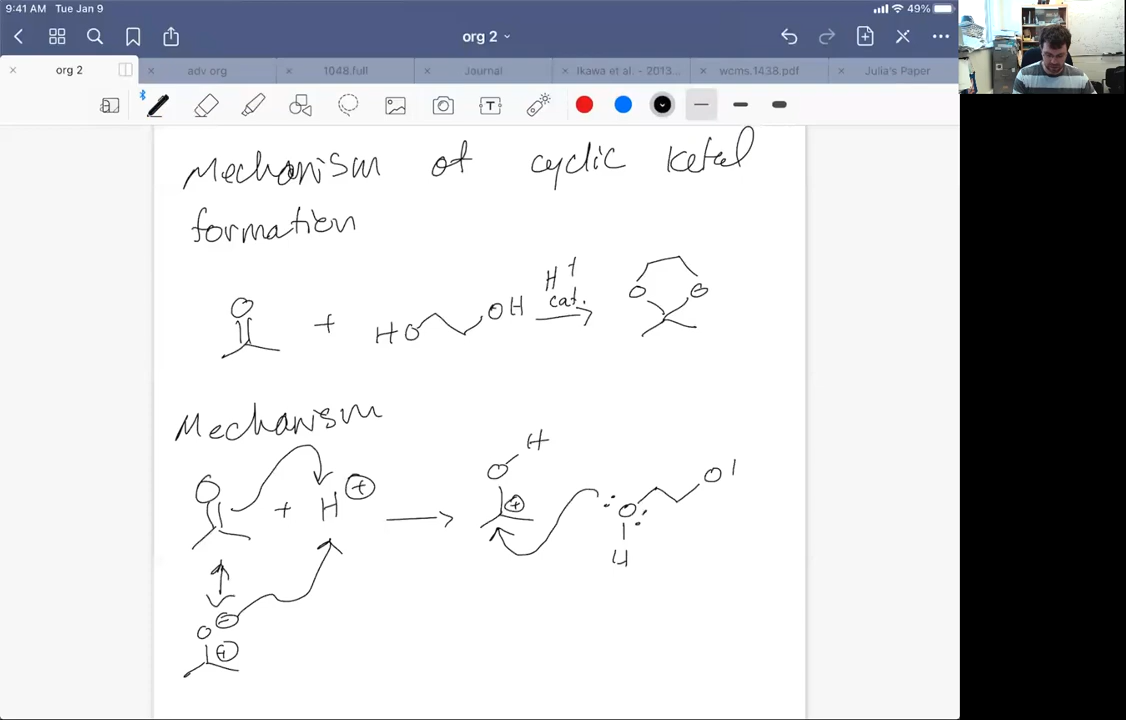 9:41 AM Tue Jan 9
49%
org 2
org 2
adv org
1048.full
Journal
Ikawa et al. - 2013...
wcms.1438.pdf
Julia's Paper
T
Mechanism of cyclic ketal
formation
O + HO OH H+ cat. O O
Mechanism
O + H + O H + : O : O H
O - +